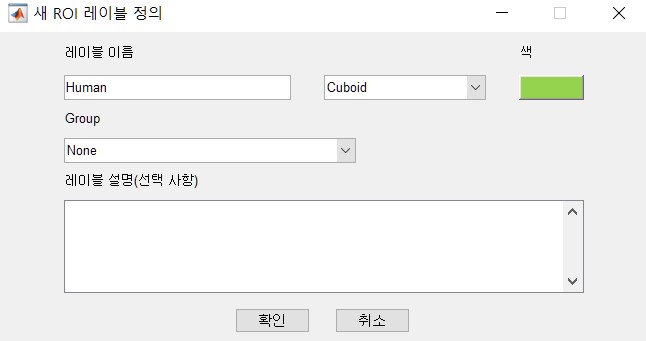 새 ROI 레이블 정의
레이블 이름
색
Human
Cuboid
Group
None
레이블 설명(선택 사항)
확인
취소